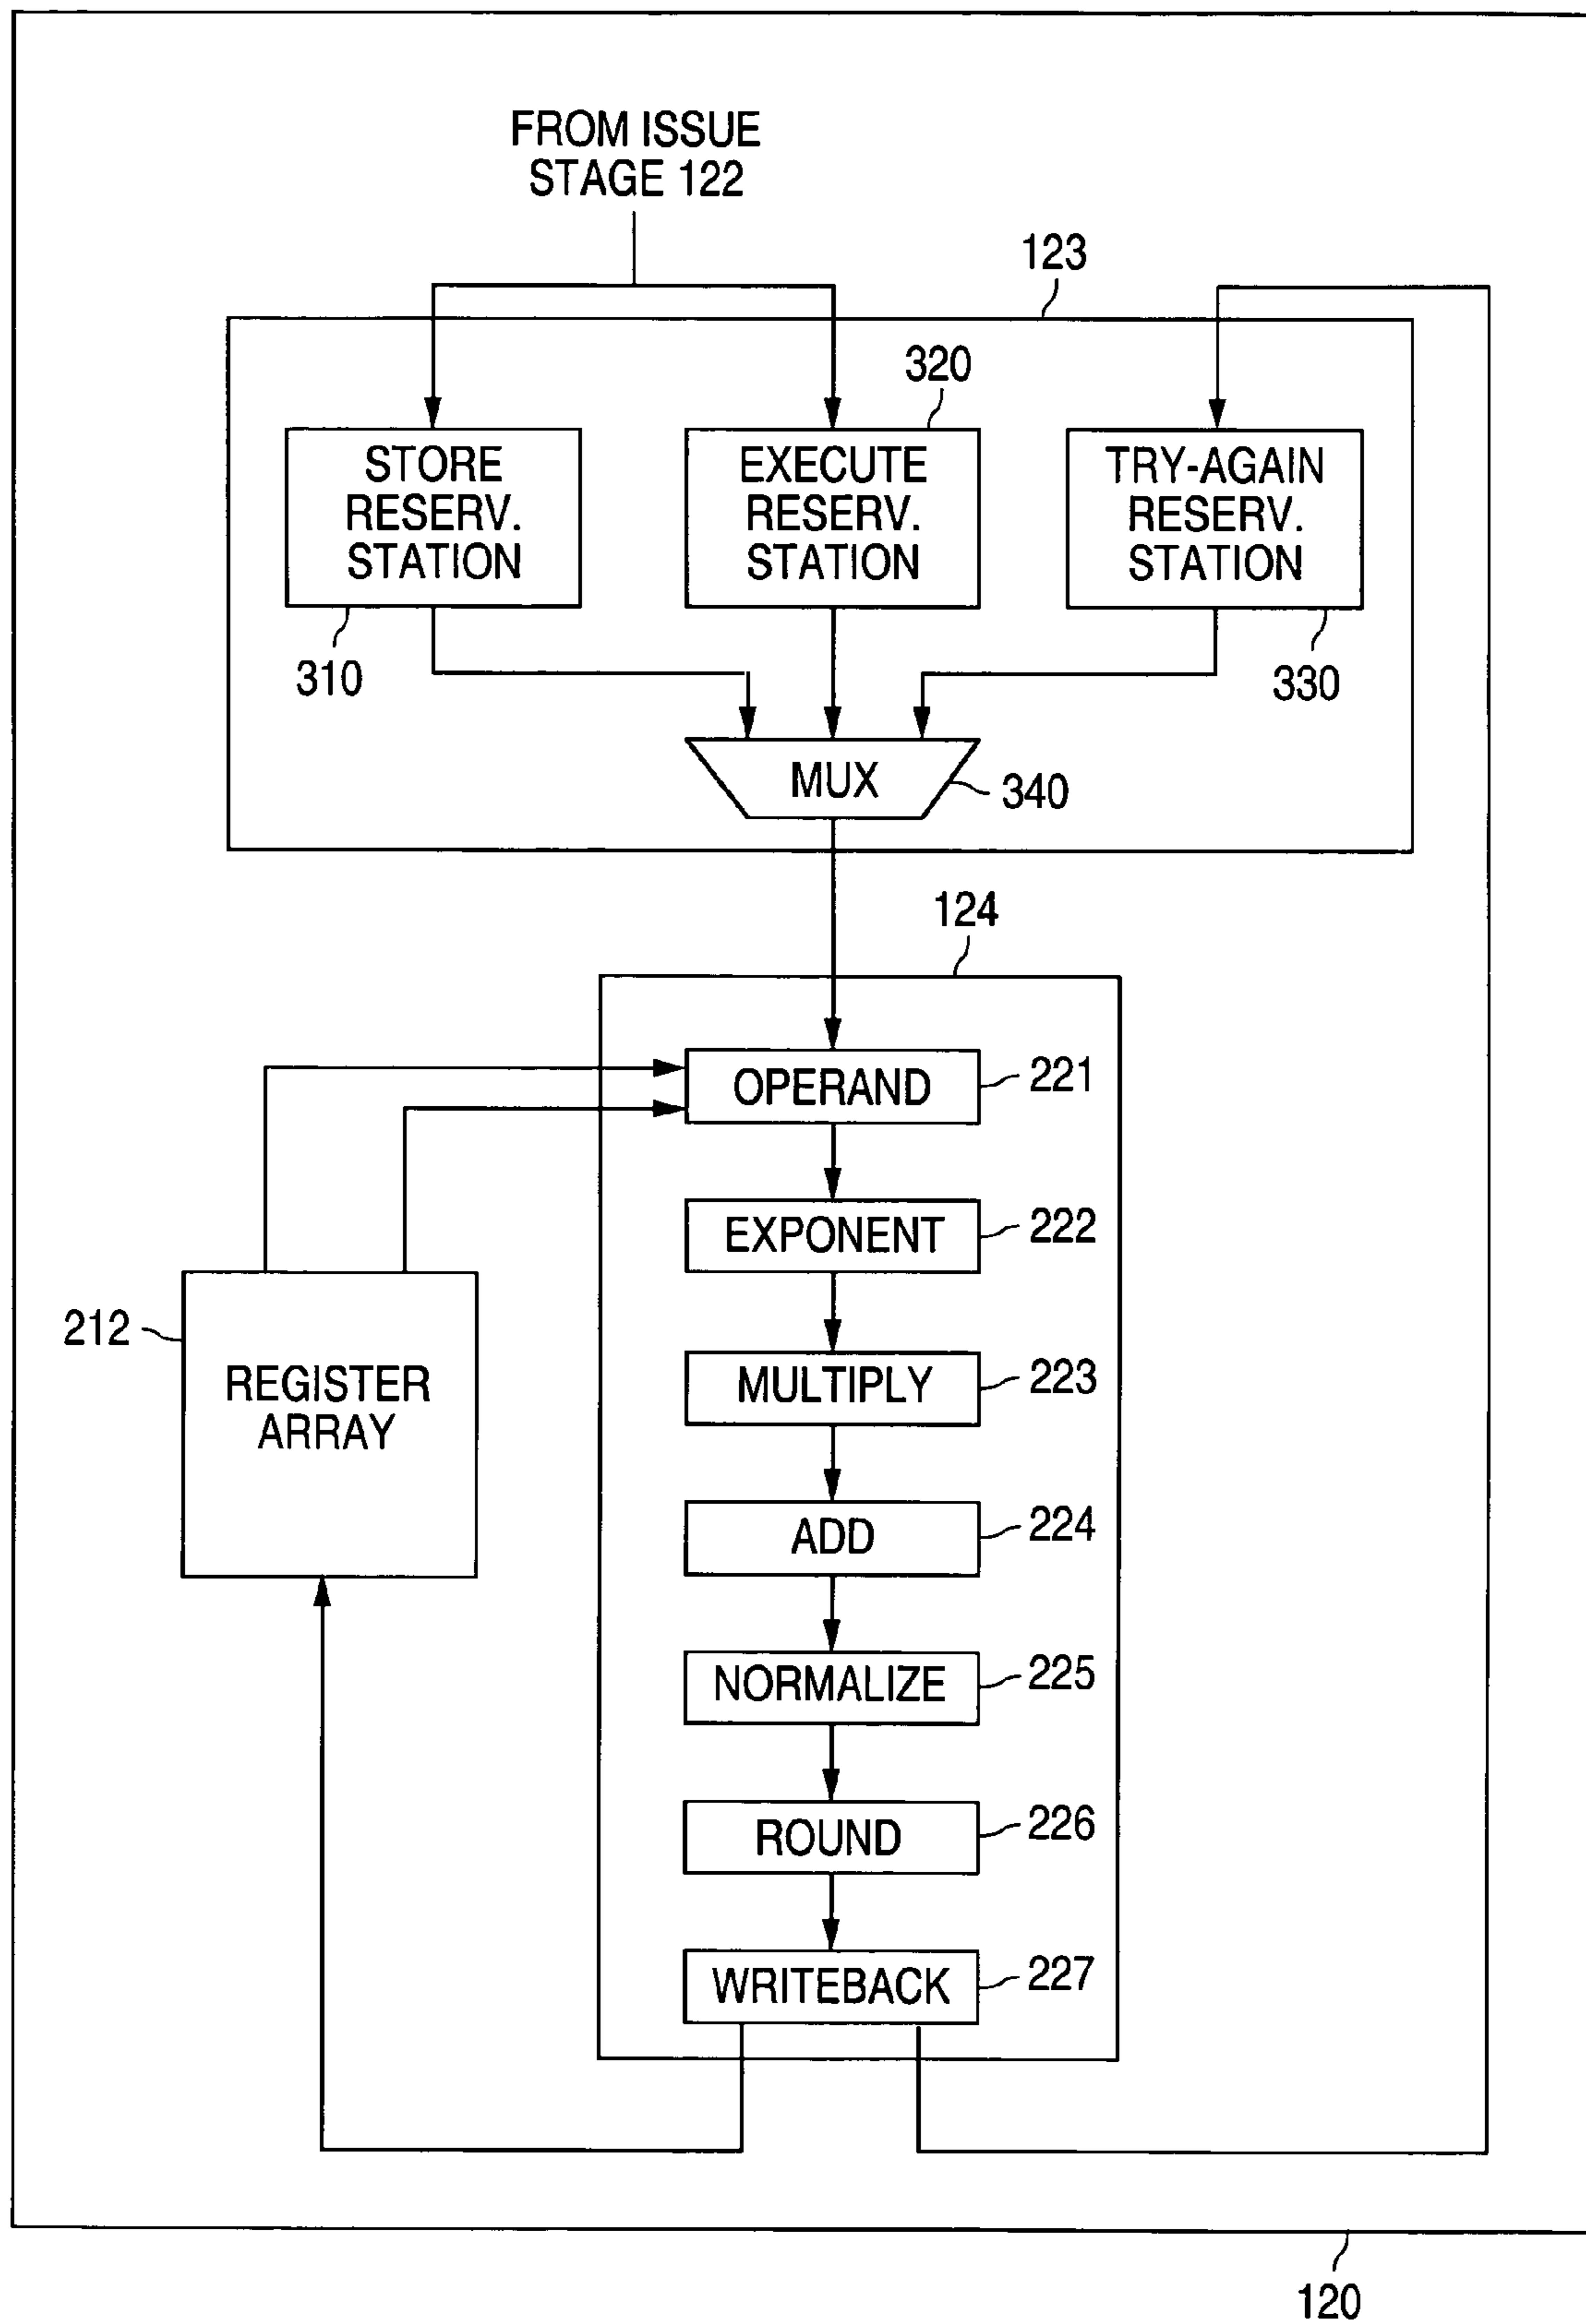 FROM ISSUE
STAGE 122
123
320
STORE
RESERV.
STATION
EXECUTE
RESERV.
STATION
TRY-AGAIN
RESERV.
STATION
310
330
MUX
340
124
OPERAND
221
EXPONENT
222
212
REGISTER
ARRAY
MULTIPLY
223
ADD
224
NORMALIZE
225
ROUND
226
WRITEBACK
227
120